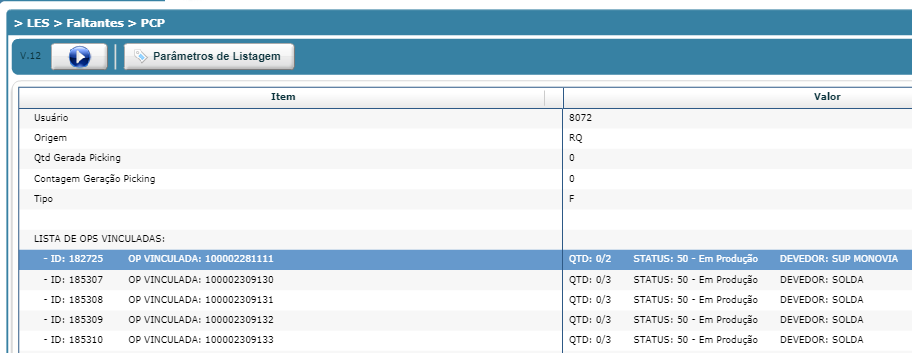 > LES > Faltantes > PCP
V.12 Parâmetros de Listagem
Item Valor
Usuário 8072
Origem RQ
Qtd Gerada Picking 0
Contagem Geração Picking 0
Tipo F
LISTA DE OPS VINCULADAS:
- ID: 182725 OP VINCULADA: 100002281111 QTD: 0/2 STATUS: 50 - Em Produção DEVEDOR: SUP MONOVIA
- ID: 185307 OP VINCULADA: 100002309130 QTD: 0/3 STATUS: 50 - Em Produção DEVEDOR: SOLDA
- ID: 185308 OP VINCULADA: 100002309131 QTD: 0/3 STATUS: 50 - Em Produção DEVEDOR: SOLDA
- ID: 185309 OP VINCULADA: 100002309132 QTD: 0/3 STATUS: 50 - Em Produção DEVEDOR: SOLDA
- ID: 185310 OP VINCULADA: 100002309133 QTD: 0/3 STATUS: 50 - Em Produção DEVEDOR: SOLDA